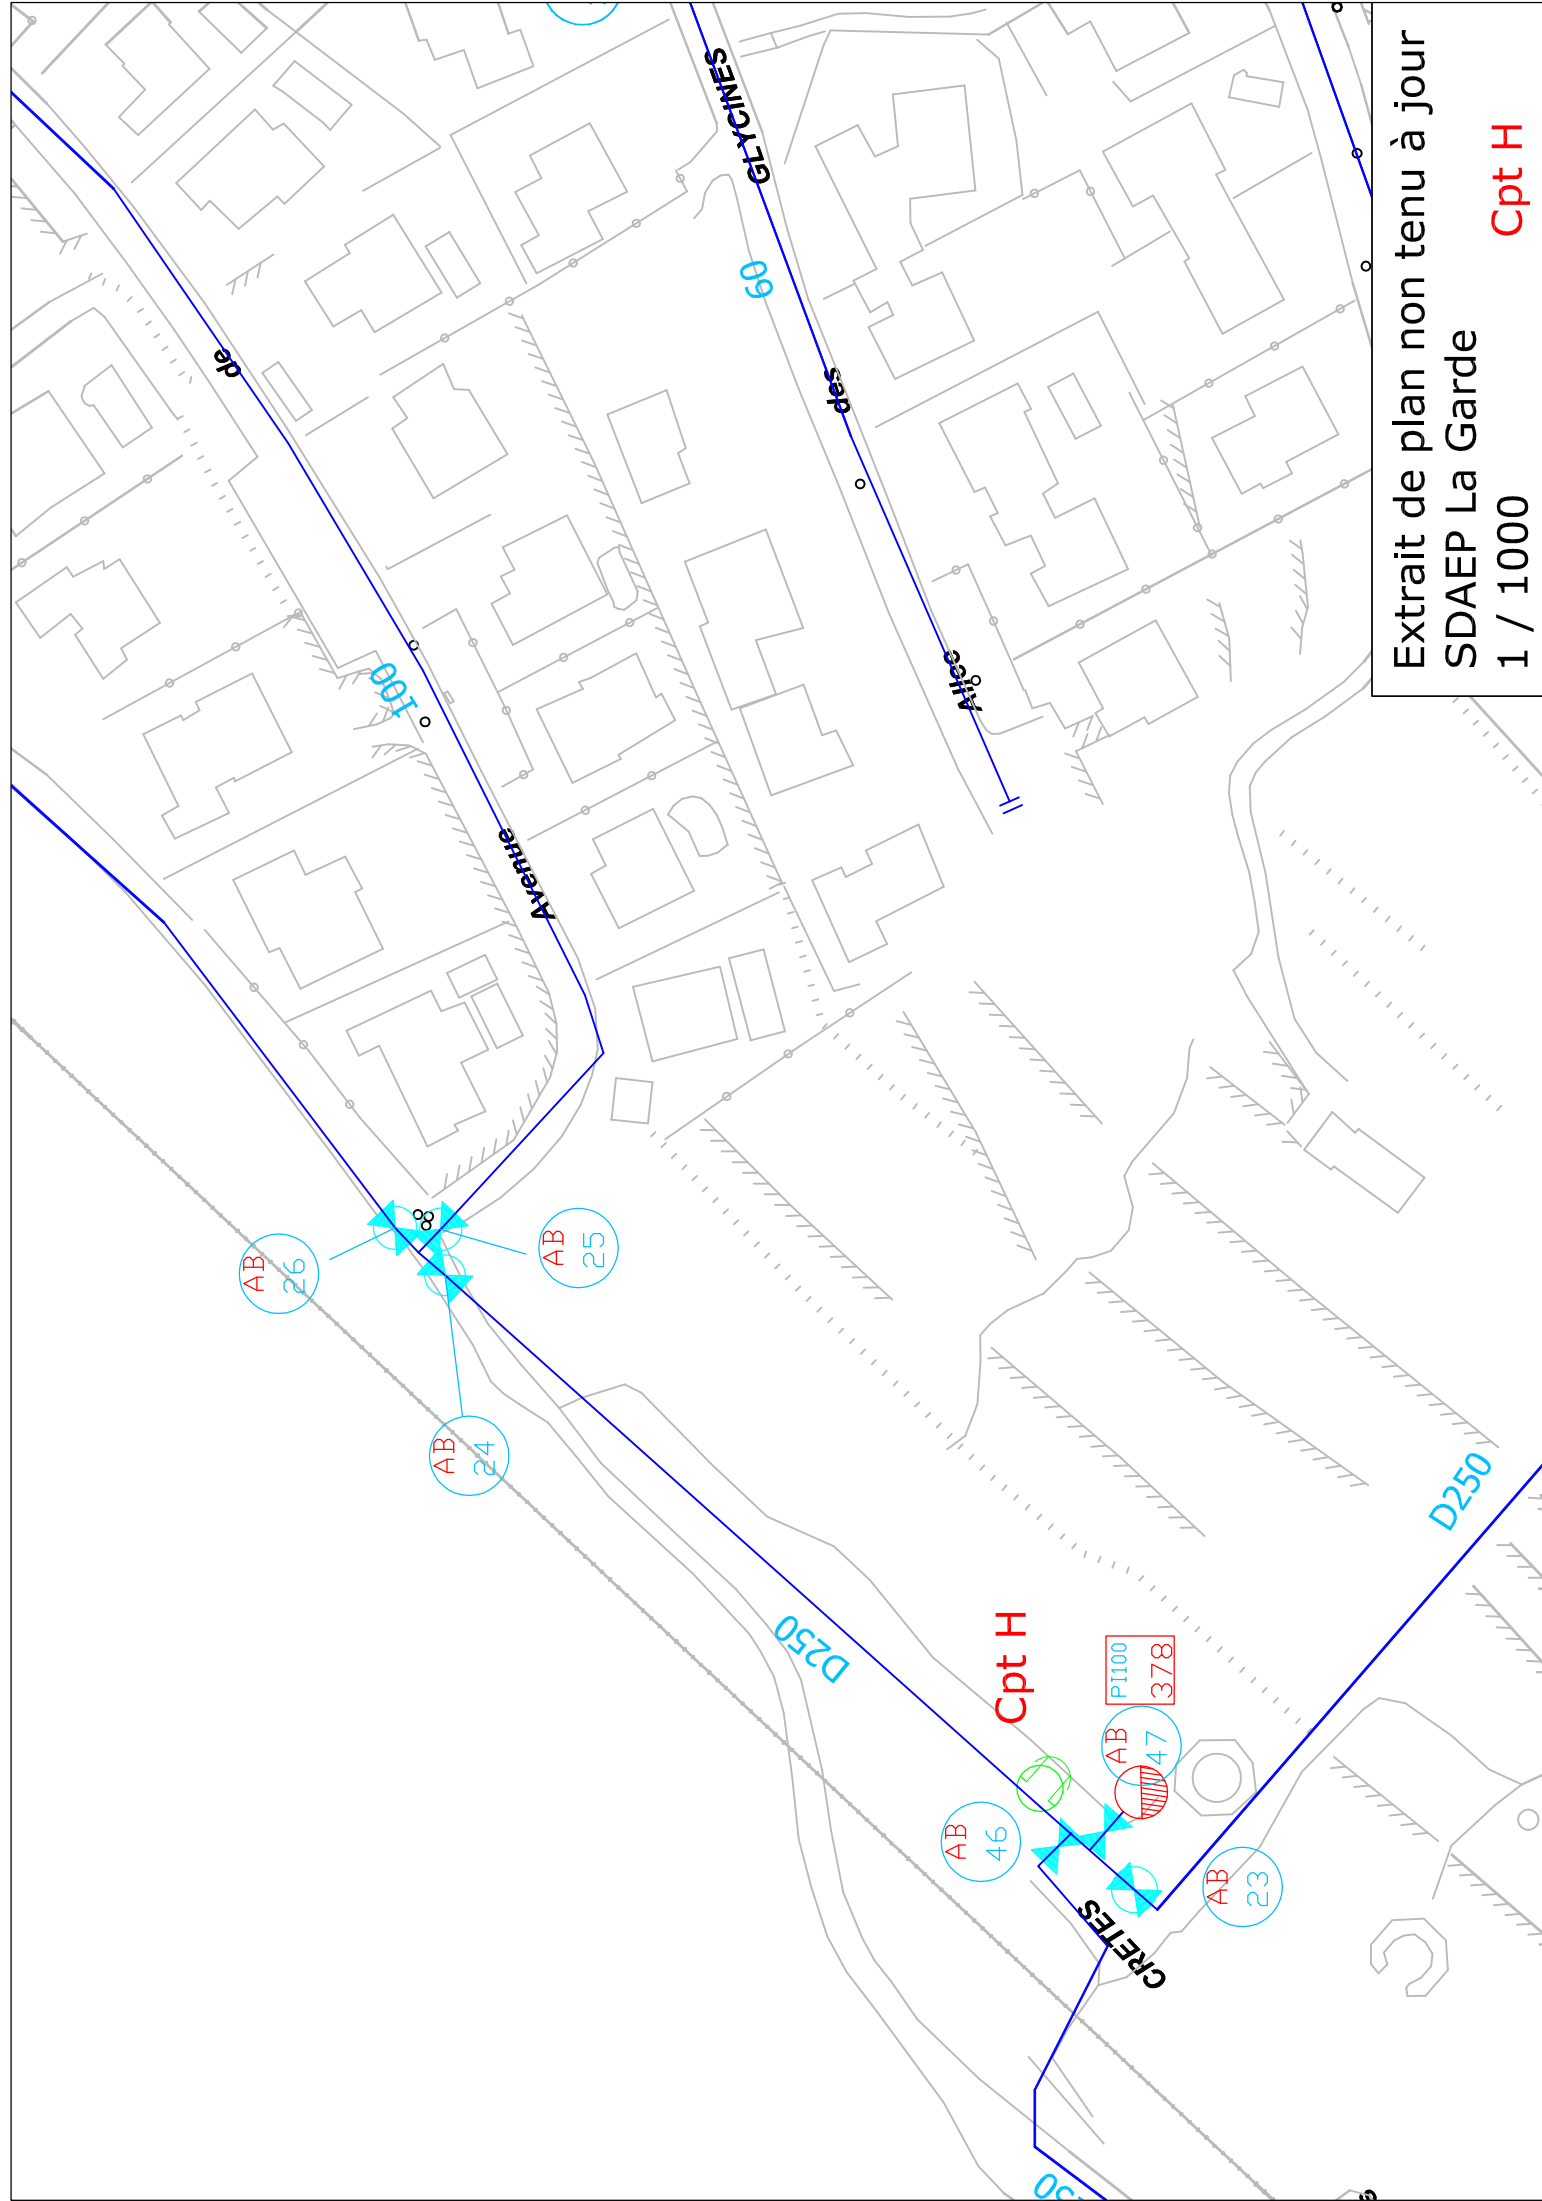 Extrait de plan non tenu à jour
SDAEP La Garde
1 / 1000
Cpt H
Avenue
de
100
Allée
des
GLYCINES
60
AB
26
AB
25
AB
24
D250
Cpt H
PI100
378
AB
47
AB
46
AB
23
CRETES
D250